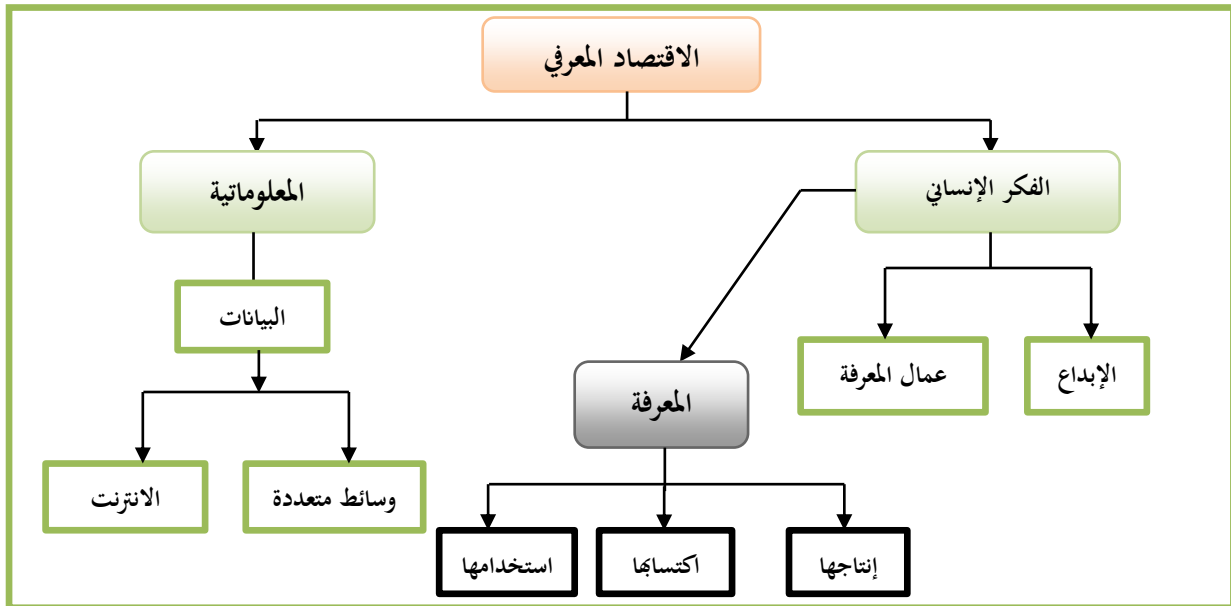 الاقتصاد المعرفي
الفكر الإنساني
المعلوماتية
البيانات
الإبداع
عمال المعرفة
المعرفة
وسائط متعددة
الانترنت
إنتاجها
اكتسابها
استخدامها